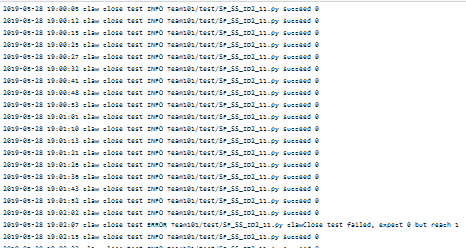 2019-05-28 19:00:05 claw close test INFO Team101/test/SP_SS_ID2_11.py succeed 0
2019-05-28 19:00:12 claw close test INFO Team101/test/SP_SS_ID2_11.py succeed 0
2019-05-28 19:00:15 claw close test INFO Team101/test/SP_SS_ID2_11.py succeed 0
2019-05-28 19:00:25 claw close test INFO Team101/test/SP_SS_ID2_11.py succeed 0
2019-05-28 19:00:27 claw close test INFO Team101/test/SP_SS_ID2_11.py succeed 0
2019-05-28 19:00:32 claw close test INFO Team101/test/SP_SS_ID2_11.py succeed 0
2019-05-28 19:00:41 claw close test INFO Team101/test/SP_SS_ID2_11.py succeed 0
2019-05-28 19:00:48 claw close test INFO Team101/test/SP_SS_ID2_11.py succeed 0
2019-05-28 19:00:53 claw close test INFO Team101/test/SP_SS_ID2_11.py succeed 0
2019-05-28 19:01:01 claw close test INFO Team101/test/SP_SS_ID2_11.py succeed 0
2019-05-28 19:01:10 claw close test INFO Team101/test/SP_SS_ID2_11.py succeed 0
2019-05-28 19:01:13 claw close test INFO Team101/test/SP_SS_ID2_11.py succeed 0
2019-05-28 19:01:21 claw close test INFO Team101/test/SP_SS_ID2_11.py succeed 0
2019-05-28 19:01:26 claw close test INFO Team101/test/SP_SS_ID2_11.py succeed 0
2019-05-28 19:01:36 claw close test INFO Team101/test/SP_SS_ID2_11.py succeed 0
2019-05-28 19:01:43 claw close test INFO Team101/test/SP_SS_ID2_11.py succeed 0
2019-05-28 19:01:52 claw close test INFO Team101/test/SP_SS_ID2_11.py succeed 0
2019-05-28 19:02:02 claw close test INFO Team101/test/SP_SS_ID2_11.py succeed 0
2019-05-28 19:02:07 claw close test ERROR Team101/test/SP_SS_ID2_11.py clawClose test failed, expect 0 but reach 1
2019-05-28 19:02:15 claw close test INFO Team101/test/SP_SS_ID2_11.py succeed 0